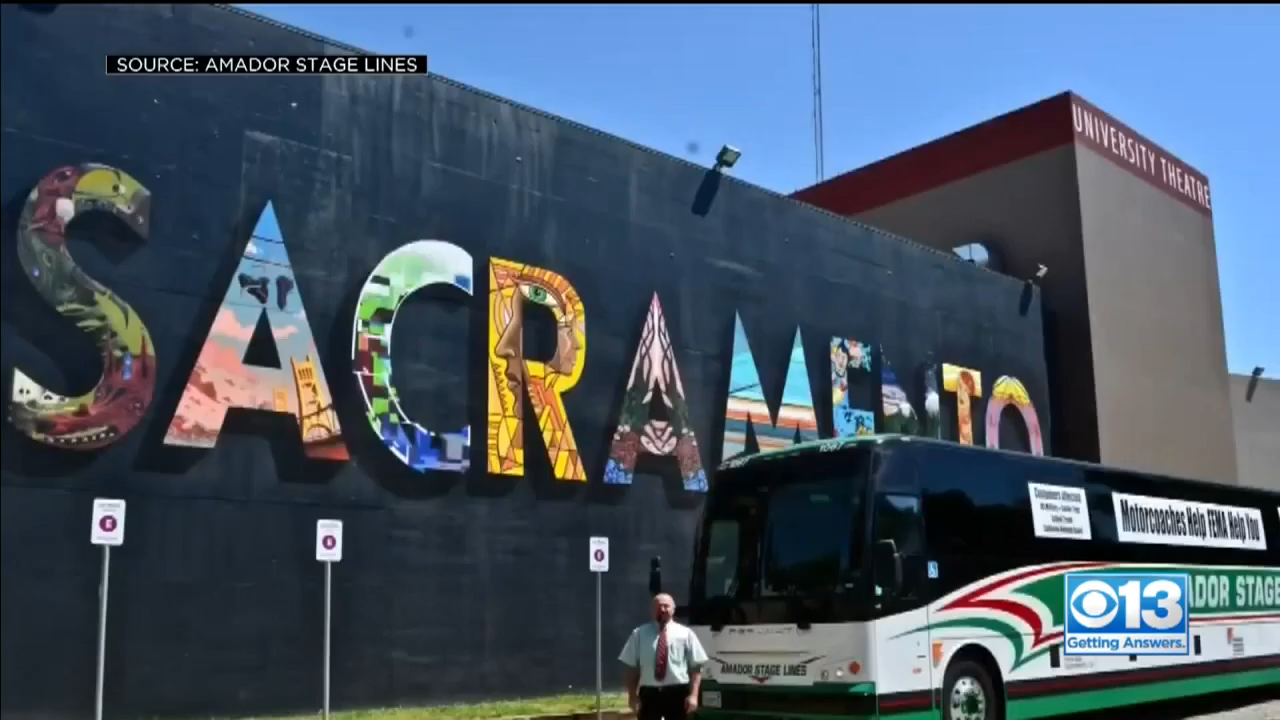 SOURCE: AMADOR STAGE LINES
UNIVERSITY THEATRE
SACRAMENTO
Motorcoaches Help FEMA Help You
ADOR STAGE
AMADOR STAGE LINES
CBS 13
Getting Answers.